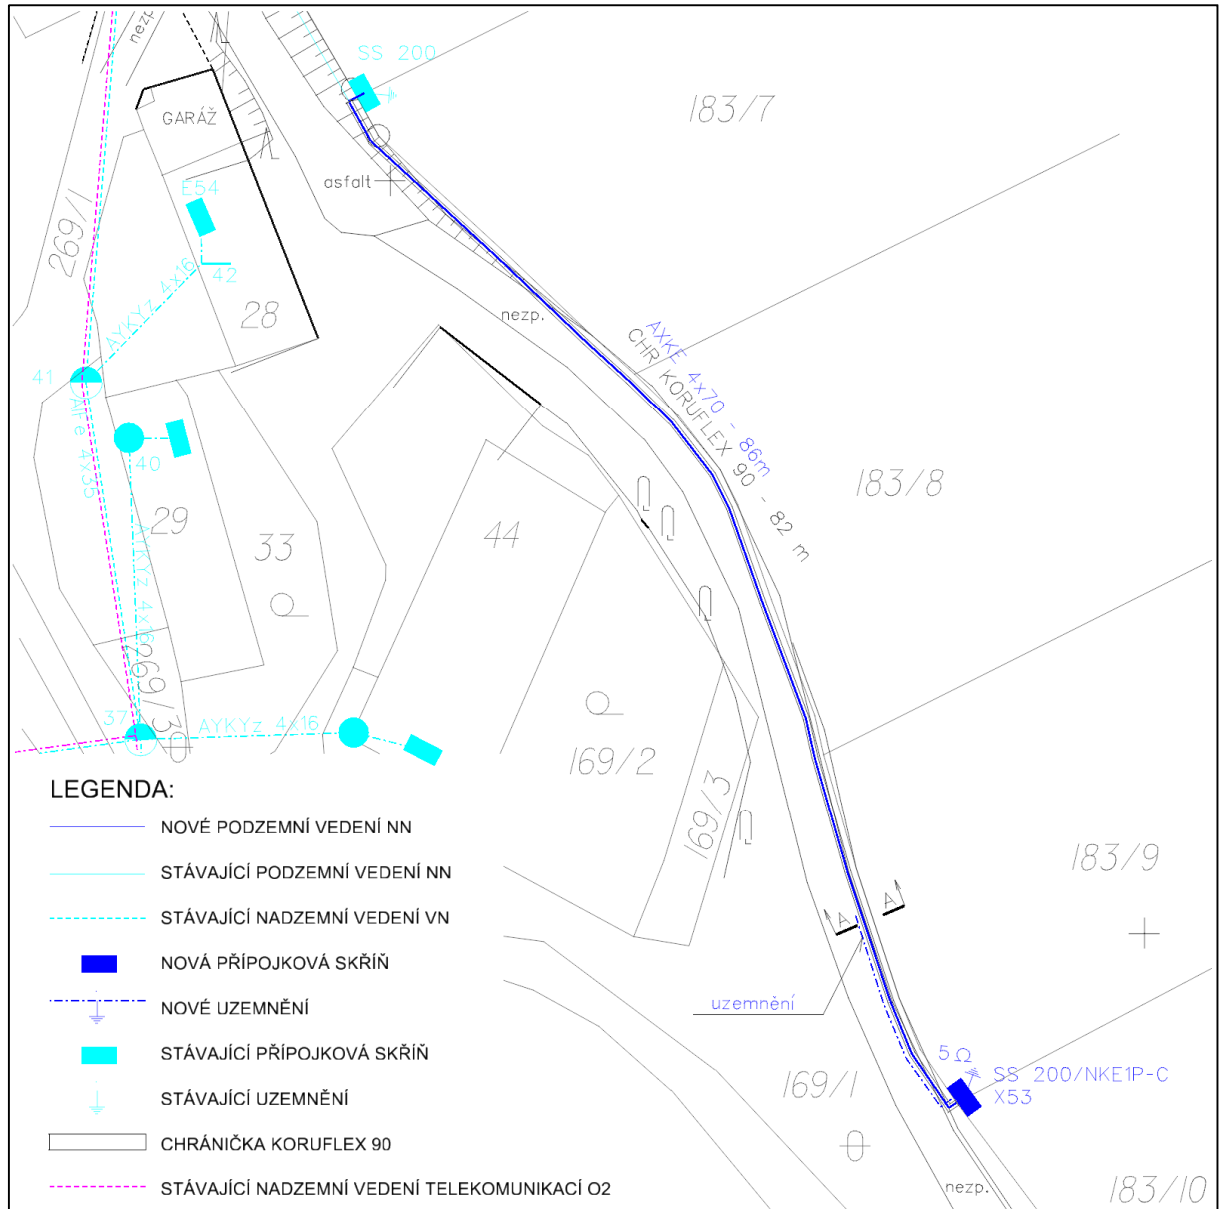 nezp.
SS 200
183/7
GARÁŽ
asfalt
E54
269/1
42
AYKYz 4x16
28
nezp.
AXKE 4x70 - 86m
CHR KORUFLEX 90 - 82 m
41
AlFe 4x35
40
183/8
29
33
44
AYKYz 4x16
269/3
37
AYKYz 4x16
169/2
169/3
183/9
A
A
uzemnění
5 Ω
SS 200/NKE1P-C
X53
169/1
nezp.
183/10
LEGENDA:
NOVÉ PODZEMNÍ VEDENÍ NN
STÁVAJÍCÍ PODZEMNÍ VEDENÍ NN
STÁVAJÍCÍ NADZEMNÍ VEDENÍ VN
NOVÁ PŘÍPOJKOVÁ SKŘÍŇ
NOVÉ UZEMNĚNÍ
STÁVAJÍCÍ PŘÍPOJKOVÁ SKŘÍŇ
STÁVAJÍCÍ UZEMNĚNÍ
CHRÁNIČKA KORUFLEX 90
STÁVAJÍCÍ NADZEMNÍ VEDENÍ TELEKOMUNIKACÍ O2